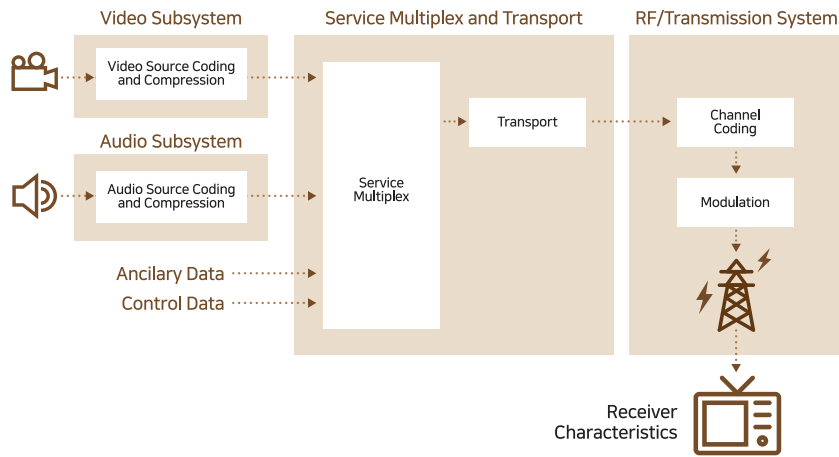 Video Subsystem
Service Multiplex and Transport
RF/Transmission System
Video Source Coding
and Compression
Audio Subsystem
Audio Source Coding
and Compression
Ancilary Data
Control Data
Service
Multiplex
Transport
Channel
Coding
Modulation
Receiver
Characteristics